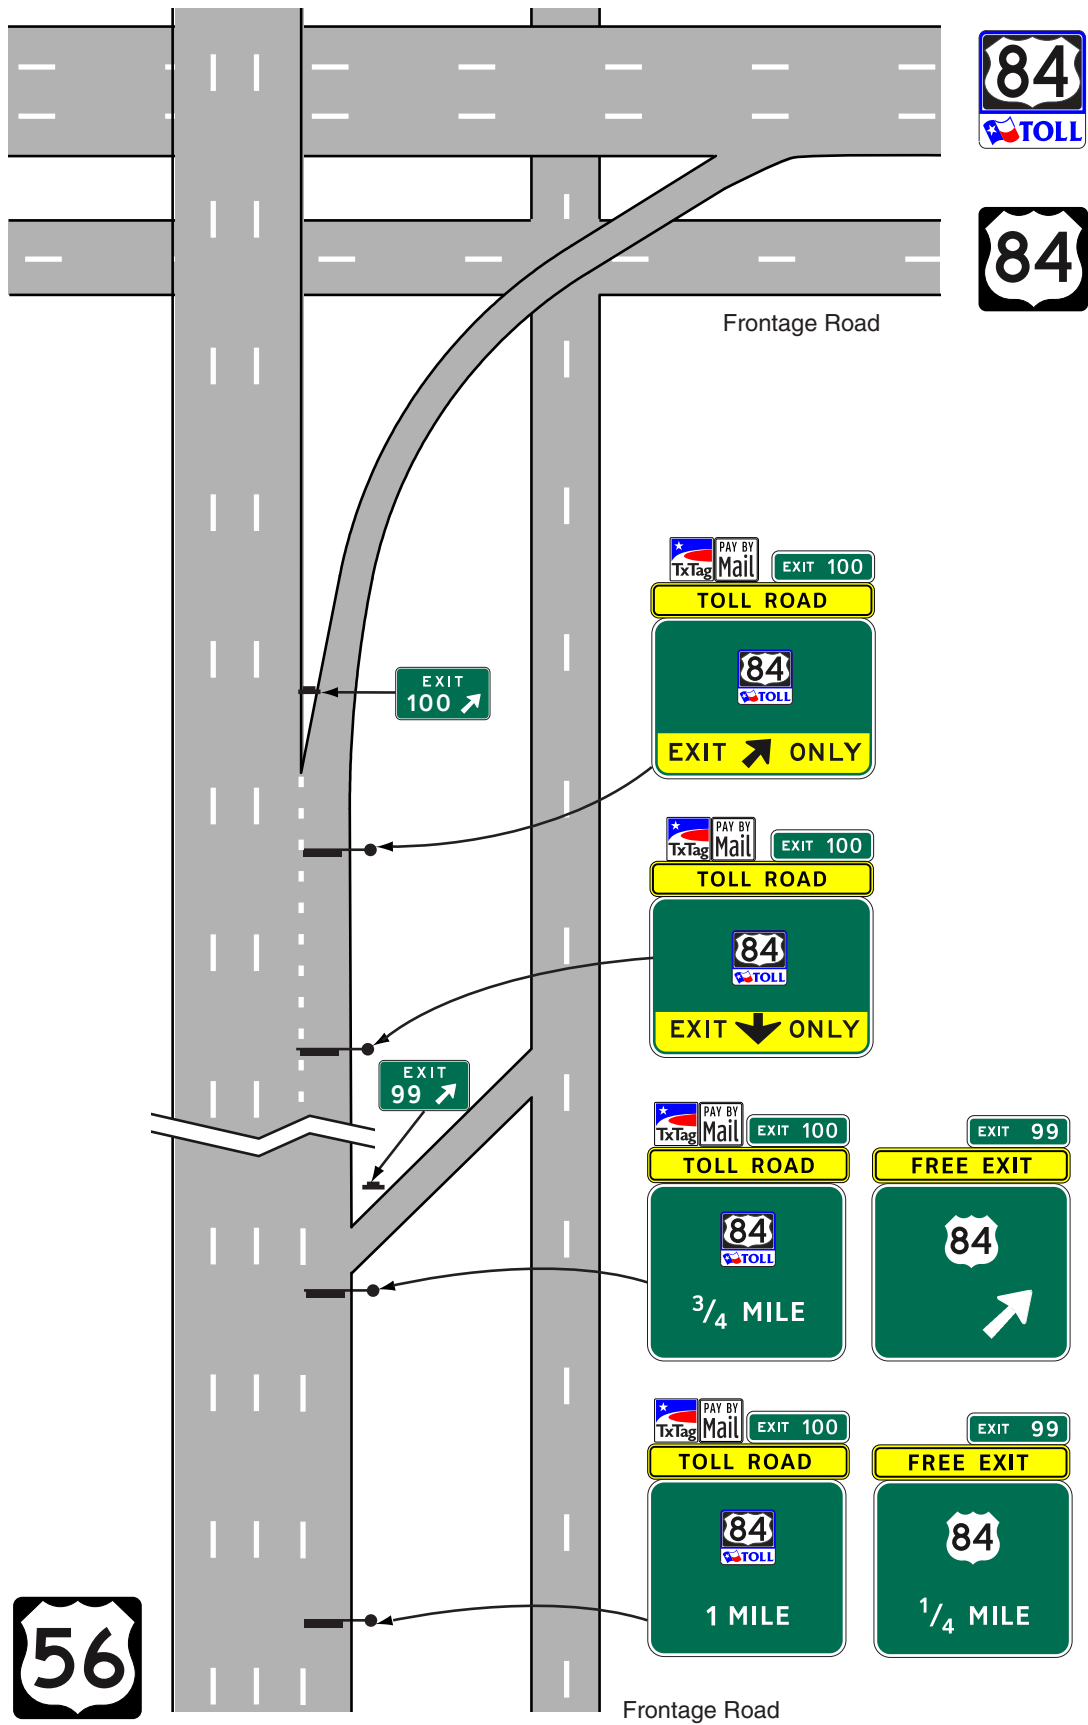 84
TOLL
84
Frontage Road
TxTag
PAY BY
Mail
EXIT 100
TOLL ROAD
84
TOLL
EXIT ONLY
EXIT
100
TxTag
PAY BY
Mail
EXIT 100
TOLL ROAD
84
TOLL
EXIT ONLY
EXIT
99
TxTag
PAY BY
Mail
EXIT 100
TOLL ROAD
84
TOLL
3/4 MILE
EXIT 99
FREE EXIT
84
TxTag
PAY BY
Mail
EXIT 100
TOLL ROAD
84
TOLL
1 MILE
EXIT 99
FREE EXIT
84
1/4 MILE
56
Frontage Road